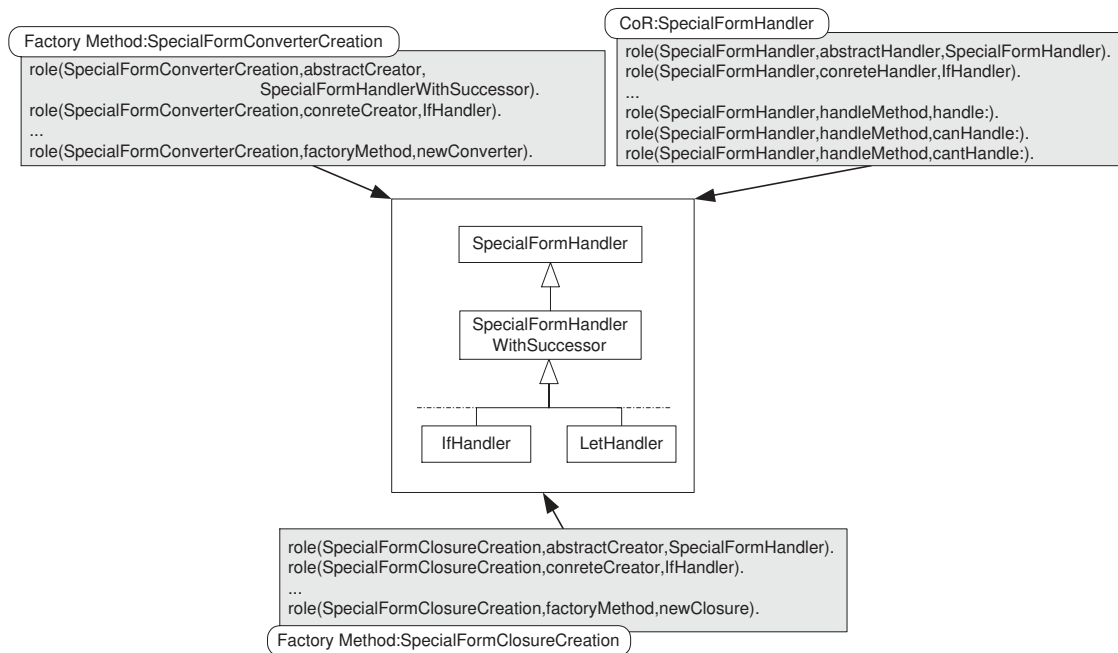 Factory Method:SpecialFormConverterCreation
role(SpecialFormConverterCreation,abstractCreator,
SpecialFormHandlerWithSuccessor).
role(SpecialFormConverterCreation,conreteCreator,IfHandler).
...
role(SpecialFormConverterCreation,factoryMethod,newConverter).
CoR:SpecialFormHandler
role(SpecialFormHandler,abstractHandler,SpecialFormHandler).
role(SpecialFormHandler,conreteHandler,IfHandler).
...
role(SpecialFormHandler,handleMethod,handle:).
role(SpecialFormHandler,handleMethod,canHandle:).
role(SpecialFormHandler,handleMethod,cantHandle:).
SpecialFormHandler
SpecialFormHandler
WithSuccessor
IfHandler
LetHandler
role(SpecialFormClosureCreation,abstractCreator,SpecialFormHandler).
role(SpecialFormClosureCreation,conreteCreator,IfHandler).
...
role(SpecialFormClosureCreation,factoryMethod,newClosure).
Factory Method:SpecialFormClosureCreation